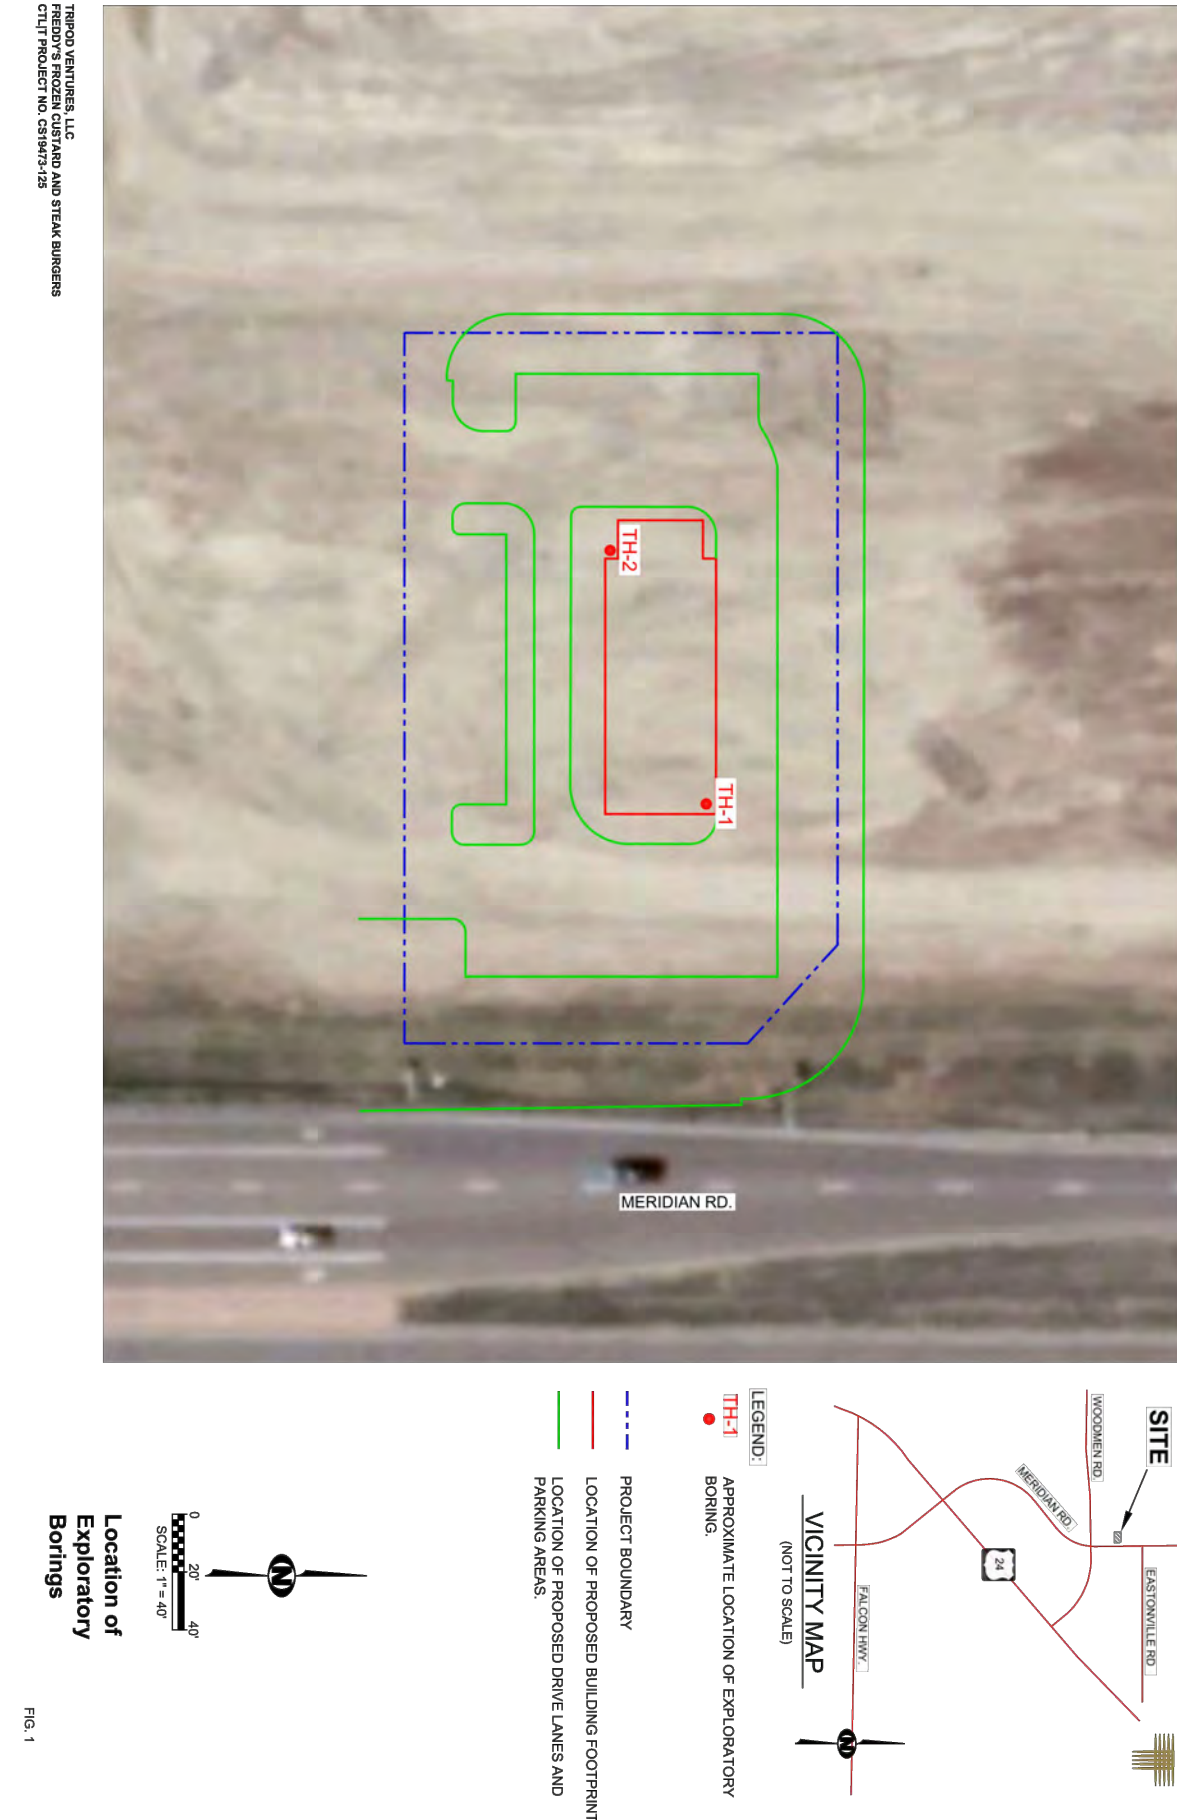 SITE
WOODMEN RD.
MERIDIAN RD.
EASTONVILLE RD
24
FALCON HWY.
N
VICINITY MAP
(NOT TO SCALE)
LEGEND:
TH-1
APPROXIMATE LOCATION OF EXPLORATORY
BORING.
PROJECT BOUNDARY
LOCATION OF PROPOSED BUILDING FOOTPRINT
LOCATION OF PROPOSED DRIVE LANES AND
PARKING AREAS.
TH-2
TH-1
MERIDIAN RD.
N
0
20'
40'
SCALE: 1" = 40'
TRIPOD VENTURES, LLC
FREDDY'S FROZEN CUSTARD AND STEAK BURGERS
CTL|T PROJECT NO. CS19473-125
Location of
Exploratory
Borings
FIG. 1